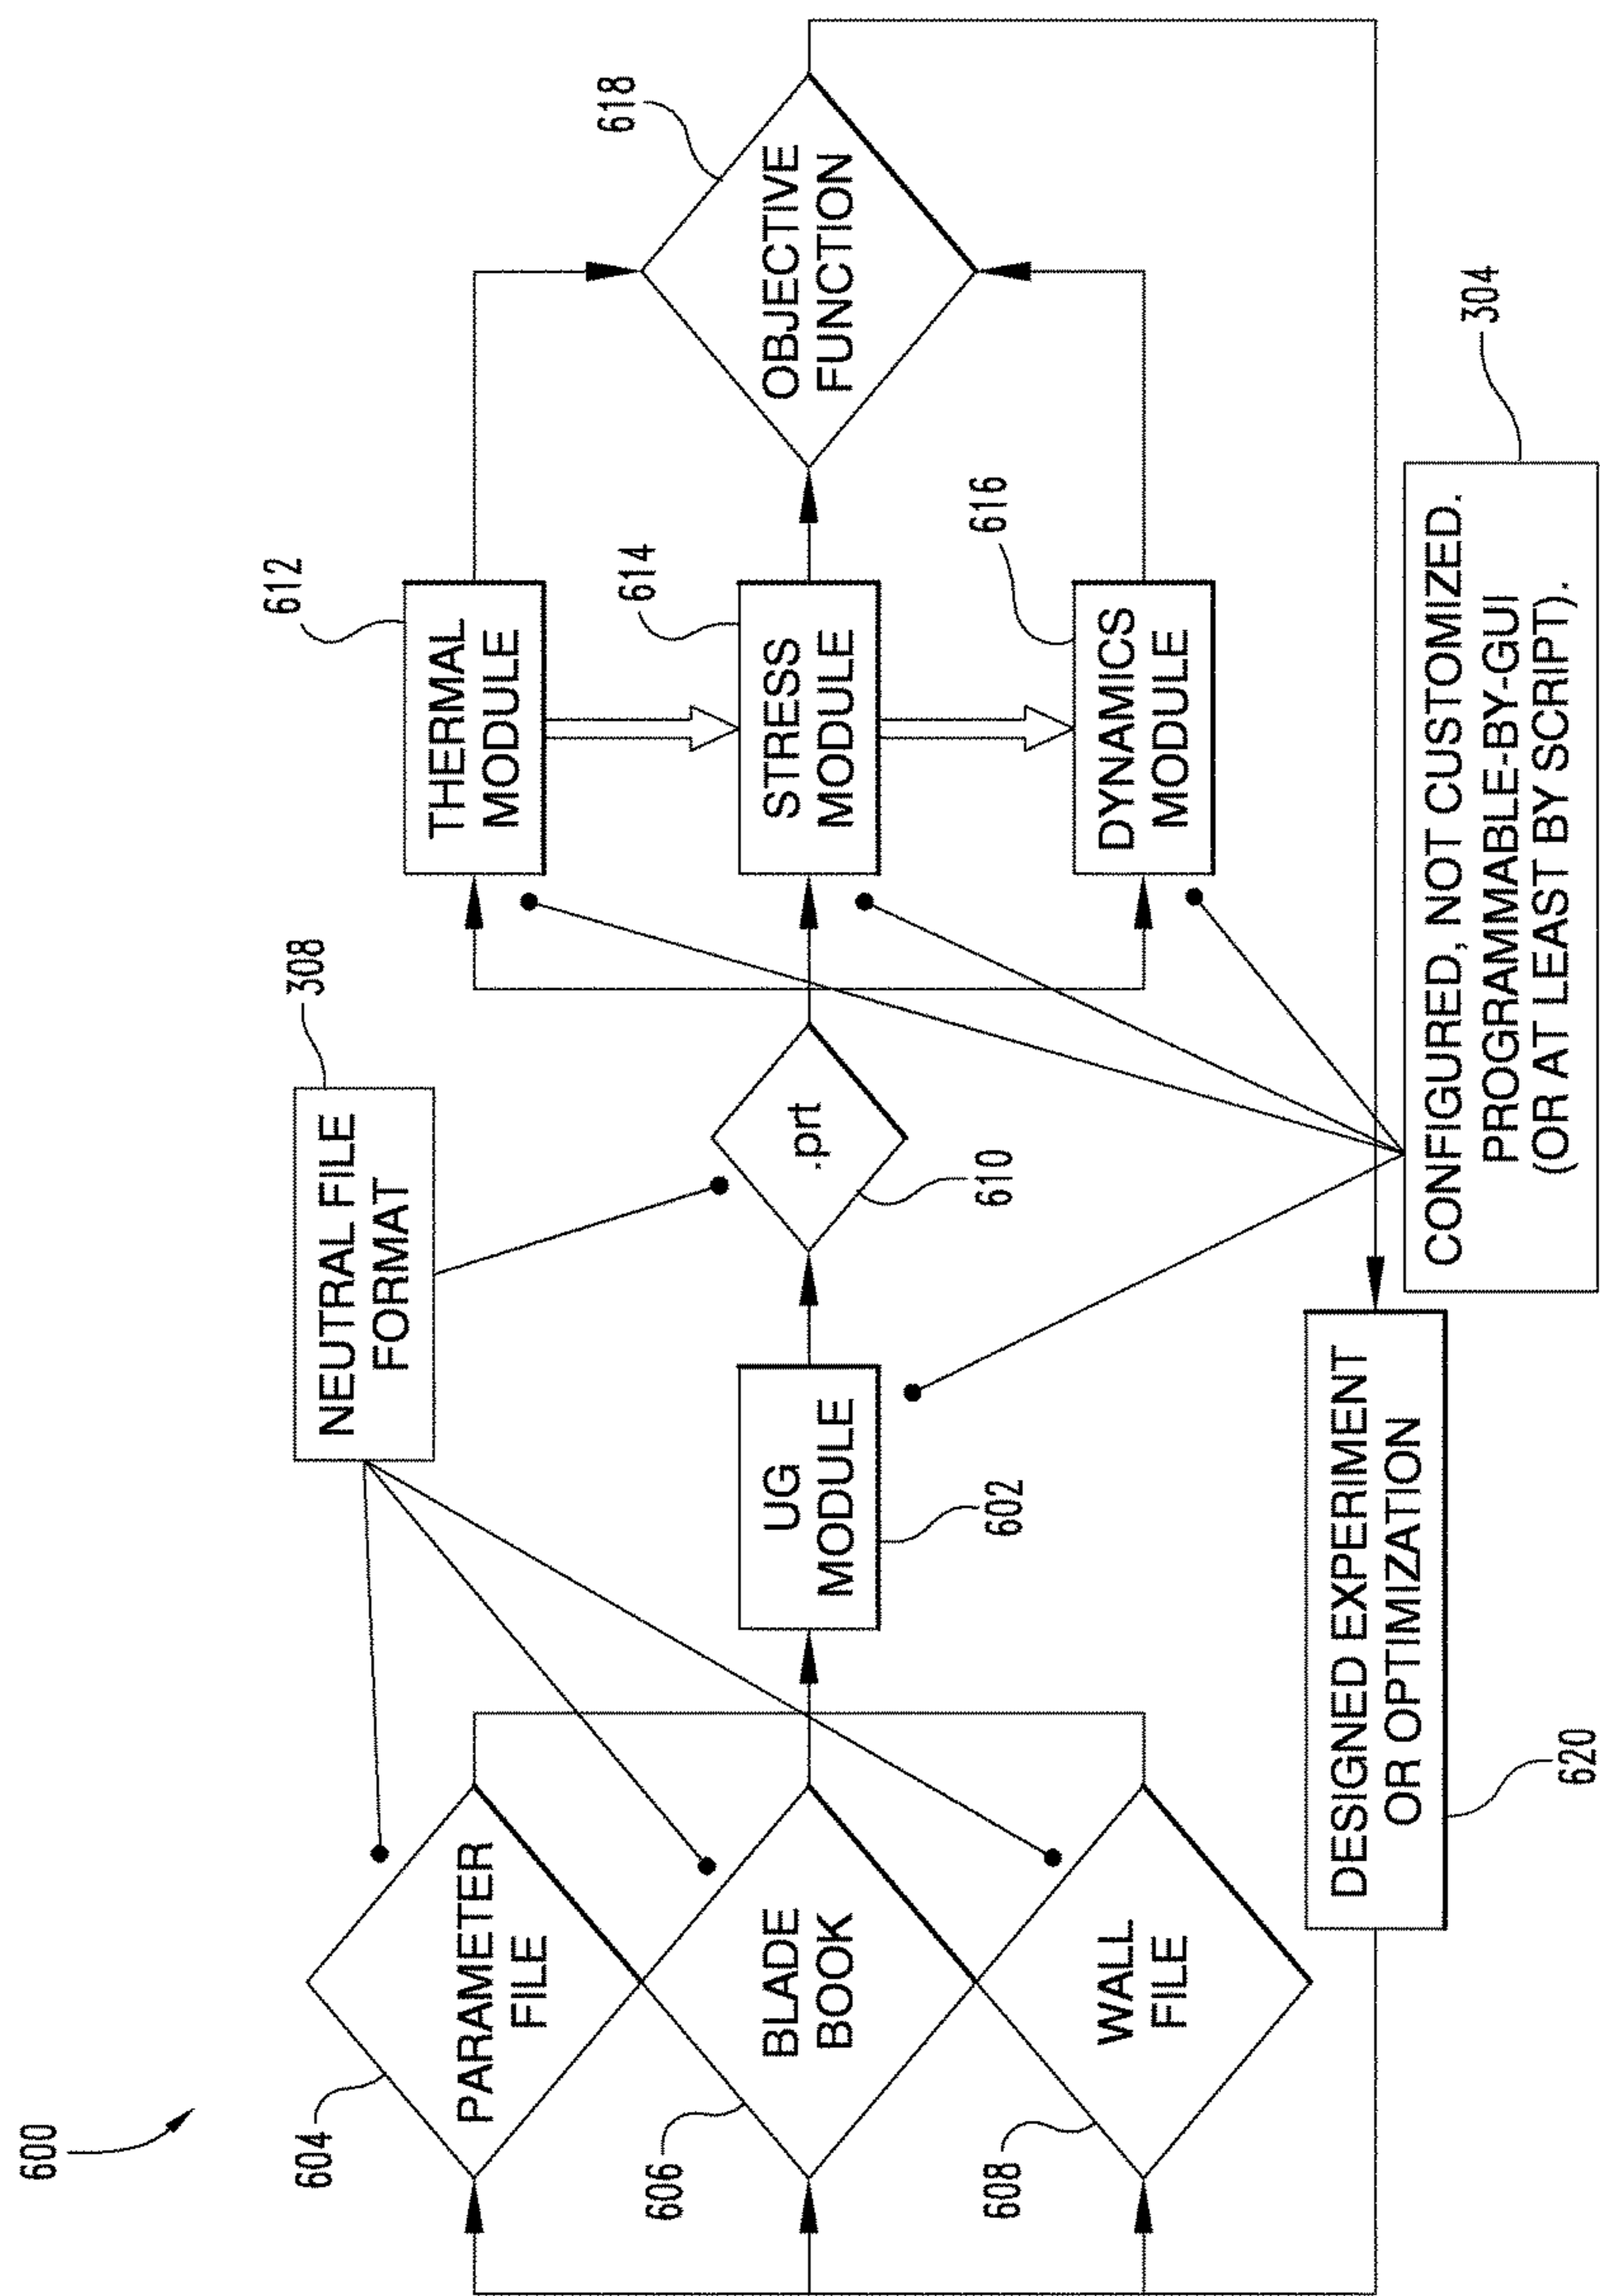 600
604
PARAMETER
FILE
606
BLADE
BOOK
608
WALL
FILE
308
NEUTRAL FILE
FORMAT
UG
MODULE
602
.prt
610
612
THERMAL
MODULE
614
STRESS
MODULE
616
DYNAMICS
MODULE
618
OBJECTIVE
FUNCTION
DESIGNED EXPERIMENT
OR OPTIMIZATION
620
304
CONFIGURED, NOT CUSTOMIZED.
PROGRAMMABLE-BY-GUI
(OR AT LEAST BY SCRIPT).